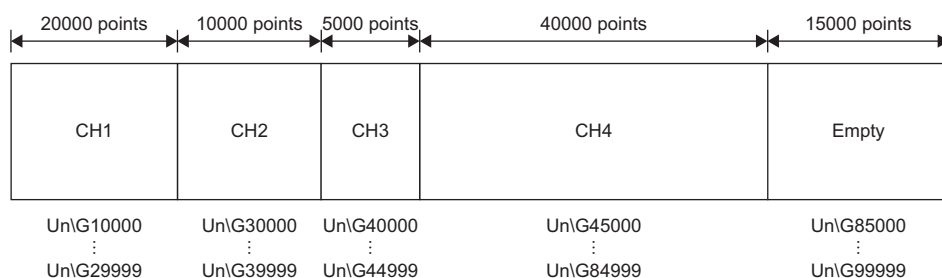 20000 points 10000 points 5000 points 40000 points 15000 points
CH1 CH2 CH3 CH4 Empty
Un\G10000 Un\G30000 Un\G40000 Un\G45000 Un\G85000
⋮ ⋮ ⋮ ⋮ ⋮
Un\G29999 Un\G39999 Un\G44999 Un\G84999 Un\G99999